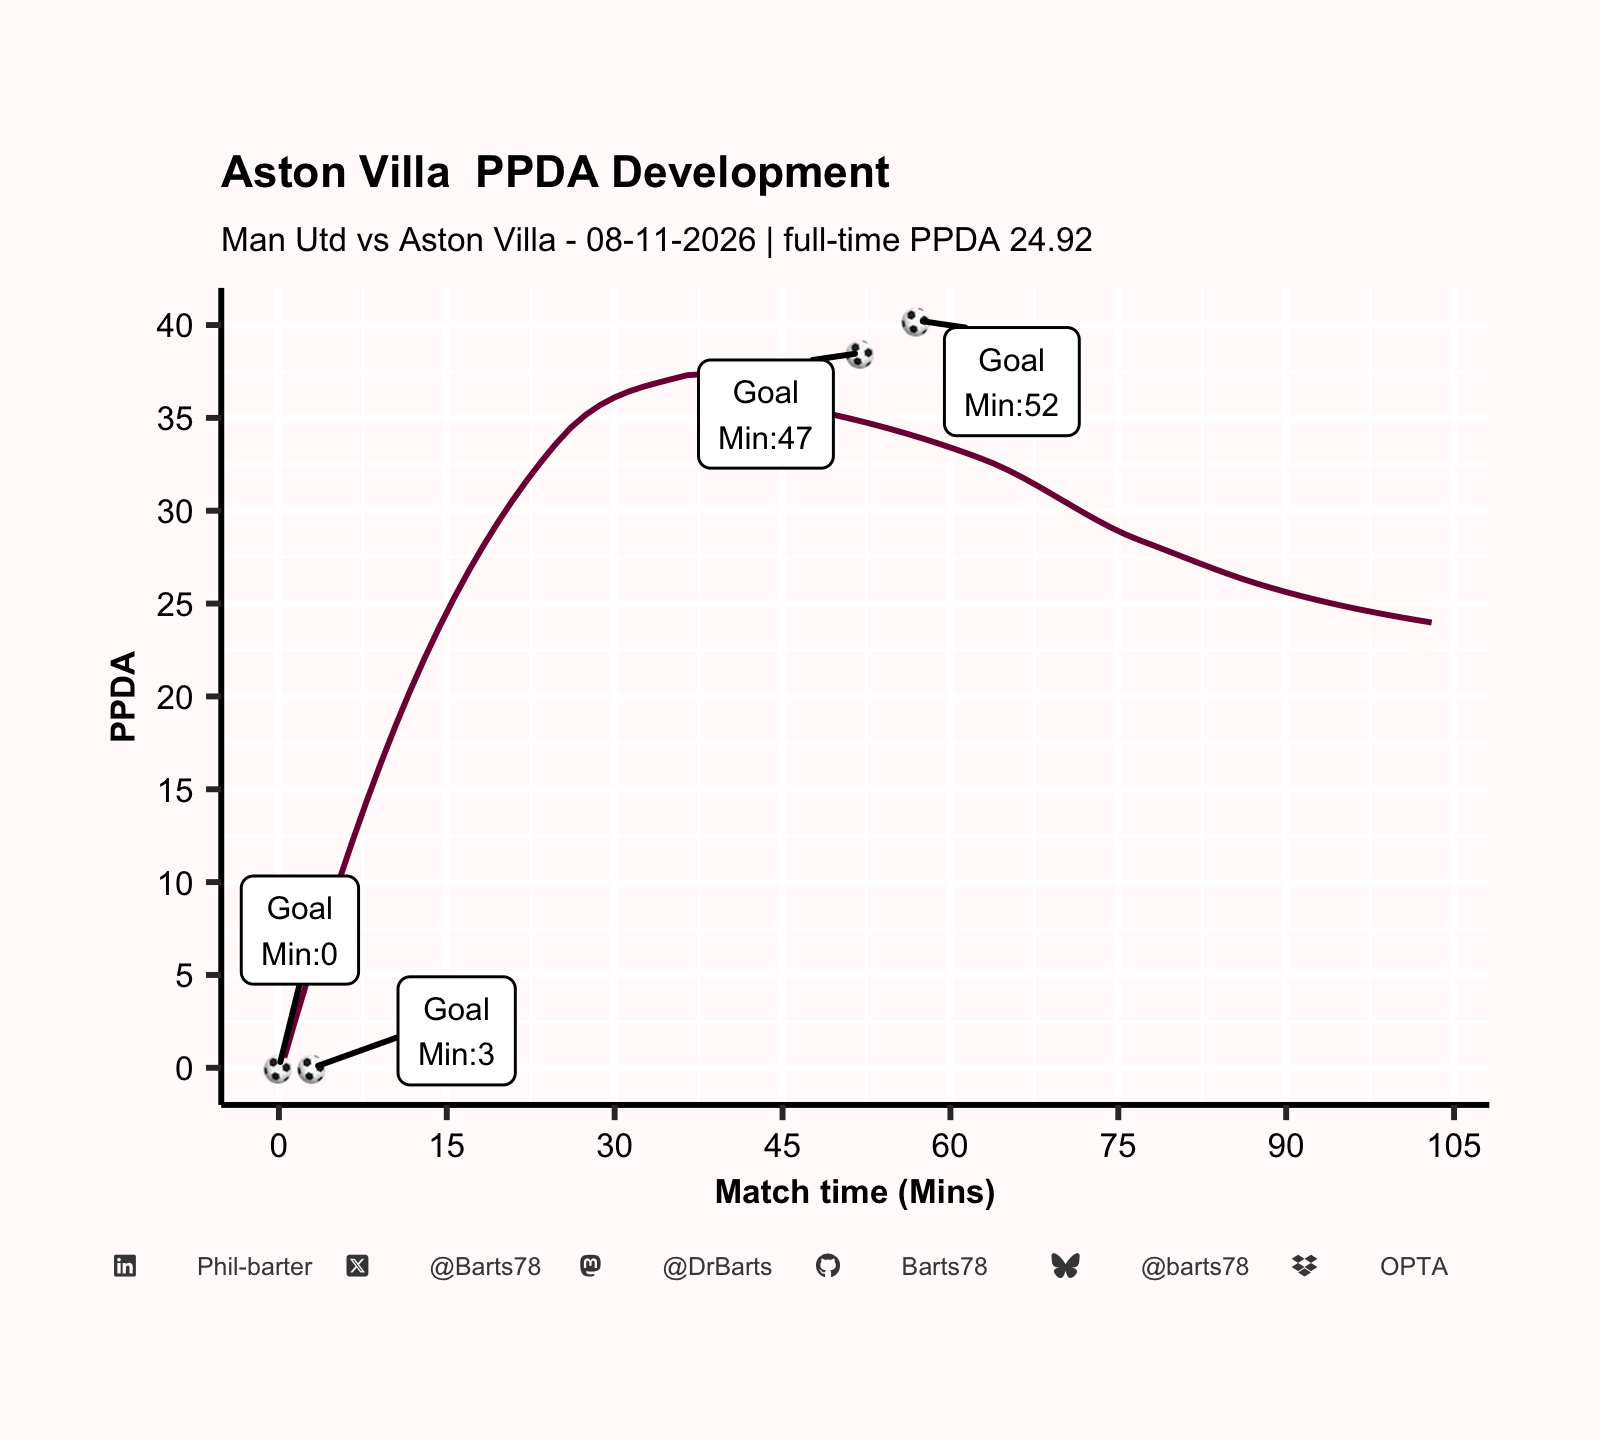 Aston Villa  PPDA Development
Man Utd vs Aston Villa - 08-11-2026 | full-time PPDA 24.92
40
35
30
25
20
15
10
5
0
PPDA
Goal
Min:52
Goal
Min:47
Goal
Min:0
Goal
Min:3
0 15 30 45 60 75 90 105
Match time (Mins)
Phil-barter @Barts78 @DrBarts Barts78 @barts78 OPTA